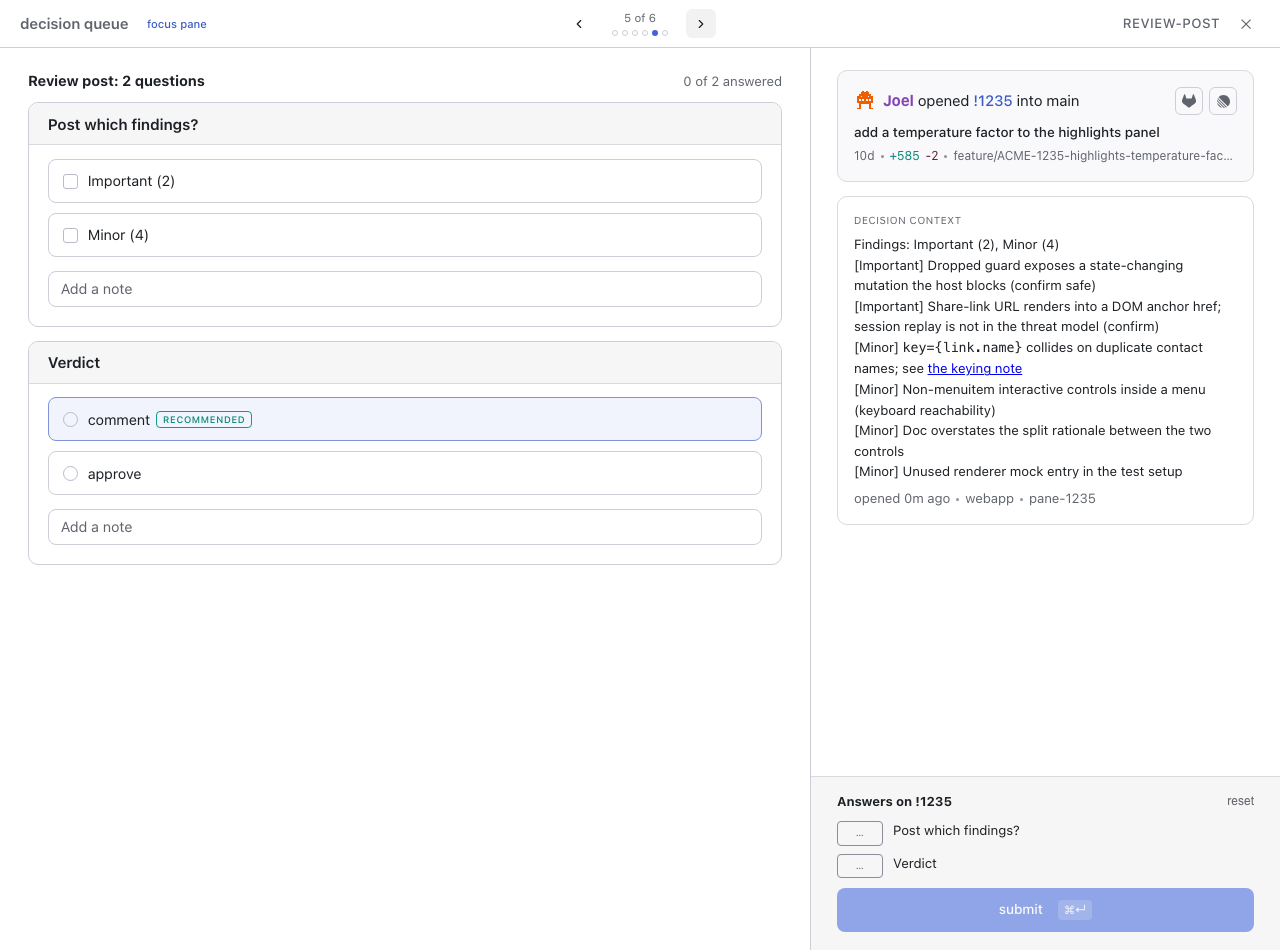 decision queue
focus pane
5 of 6
REVIEW-POST
Review post: 2 questions
0 of 2 answered
Post which findings?
Important (2)
Minor (4)
Add a note
Verdict
comment RECOMMENDED
approve
Add a note
Joel opened !1235 into main
add a temperature factor to the highlights panel
10d • +585 -2 • feature/ACME-1235-highlights-temperature-fac...
DECISION CONTEXT
Findings: Important (2), Minor (4)
[Important] Dropped guard exposes a state-changing
mutation the host blocks (confirm safe)
[Important] Share-link URL renders into a DOM anchor href;
session replay is not in the threat model (confirm)
[Minor] key={link.name} collides on duplicate contact
names; see the keying note
[Minor] Non-menuitem interactive controls inside a menu
(keyboard reachability)
[Minor] Doc overstates the split rationale between the two
controls
[Minor] Unused renderer mock entry in the test setup
opened 0m ago • webapp • pane-1235
Answers on !1235
reset
... Post which findings?
... Verdict
submit ⌘↵